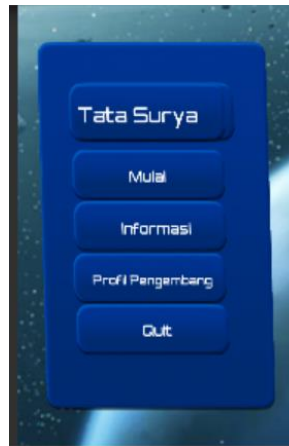 Tata Surya
Mulai
Informasi
Profil Pengembang
Quit